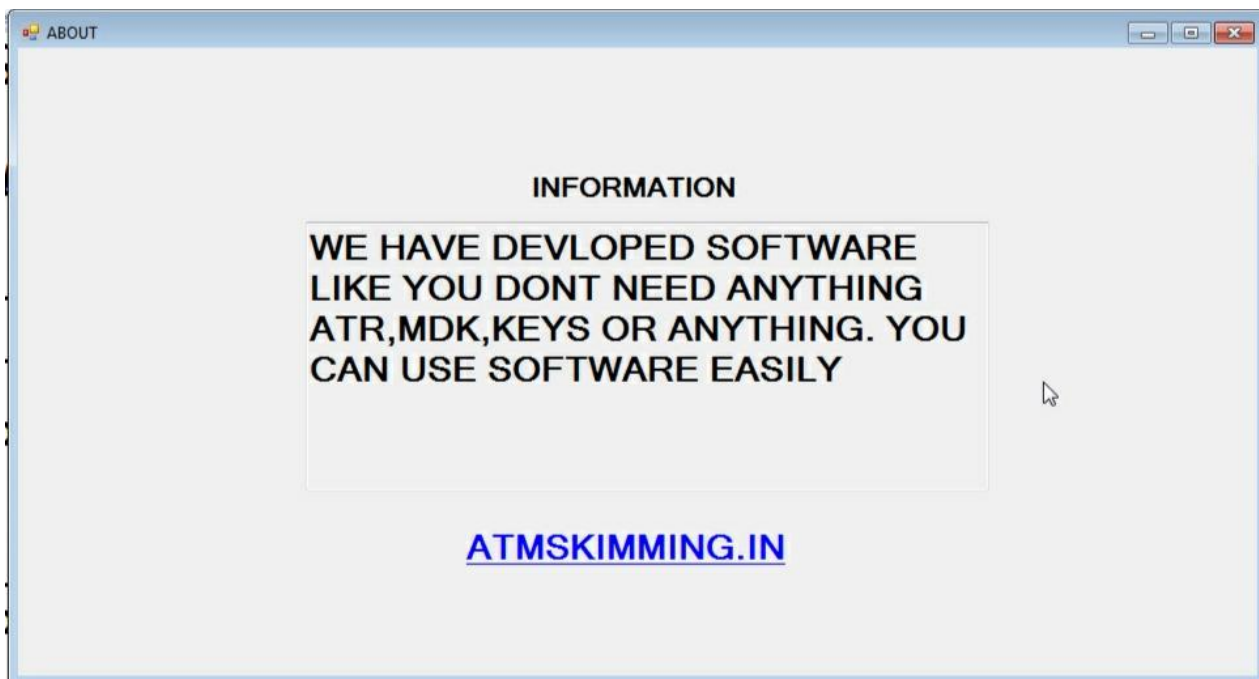 ABOUT
INFORMATION
WE HAVE DEVLOPED SOFTWARE
LIKE YOU DONT NEED ANYTHING
ATR,MDK,KEYS OR ANYTHING. YOU
CAN USE SOFTWARE EASILY
ATMSKIMMING.IN